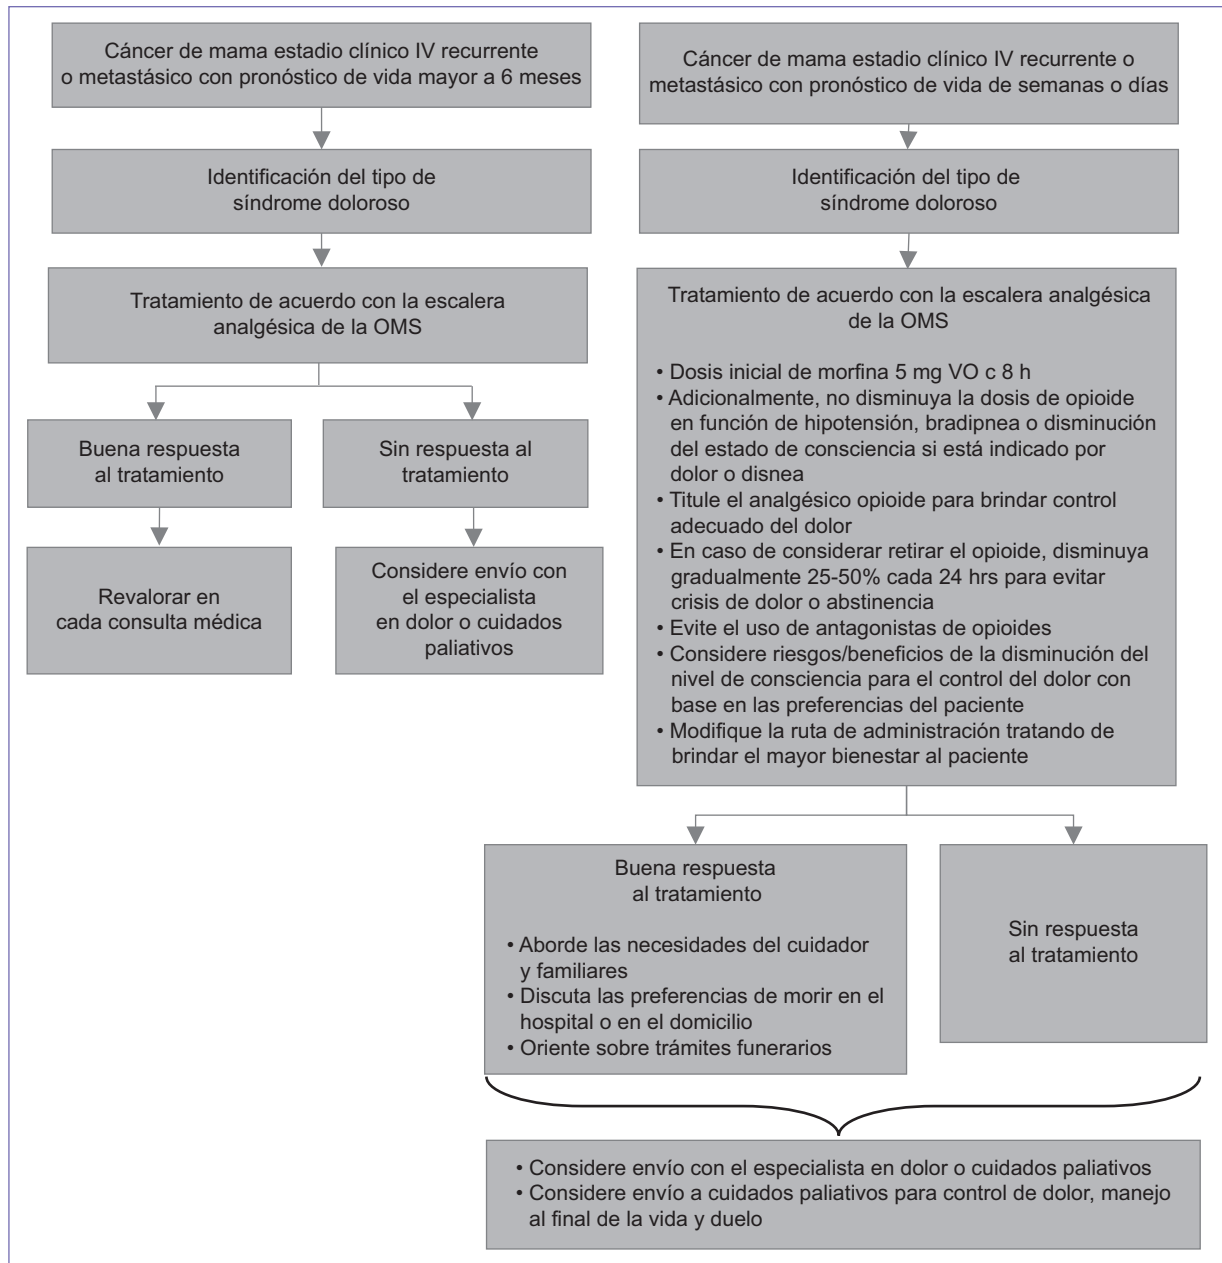 Cáncer de mama estadio clínico IV recurrente
o metastásico con pronóstico de vida mayor a 6 meses
Identificación del tipo de
síndrome doloroso
Tratamiento de acuerdo con la escalera
analgésica de la OMS
Buena respuesta
al tratamiento
Sin respuesta al
tratamiento
Revalorar en
cada consulta médica
Considere envío con
el especialista
en dolor o cuidados
paliativos
Cáncer de mama estadio clínico IV recurrente o
metastásico con pronóstico de vida de semanas o días
Identificación del tipo de
síndrome doloroso
Tratamiento de acuerdo con la escalera analgésica
de la OMS
• Dosis inicial de morfina 5 mg VO c 8 h
• Adicionalmente, no disminuya la dosis de opioide
en función de hipotensión, bradipnea o disminución
del estado de consciencia si está indicado por
dolor o disnea
• Titule el analgésico opioide para brindar control
adecuado del dolor
• En caso de considerar retirar el opioide, disminuya
gradualmente 25-50% cada 24 hrs para evitar
crisis de dolor o abstinencia
• Evite el uso de antagonistas de opioides
• Considere riesgos/beneficios de la disminución del
nivel de consciencia para el control del dolor con
base en las preferencias del paciente
• Modifique la ruta de administración tratando de
brindar el mayor bienestar al paciente
Buena respuesta
al tratamiento
• Aborde las necesidades del cuidador
y familiares
• Discuta las preferencias de morir en el
hospital o en el domicilio
• Oriente sobre trámites funerarios
Sin respuesta
al tratamiento
• Considere envío con el especialista en dolor o cuidados paliativos
• Considere envío a cuidados paliativos para control de dolor, manejo
al final de la vida y duelo